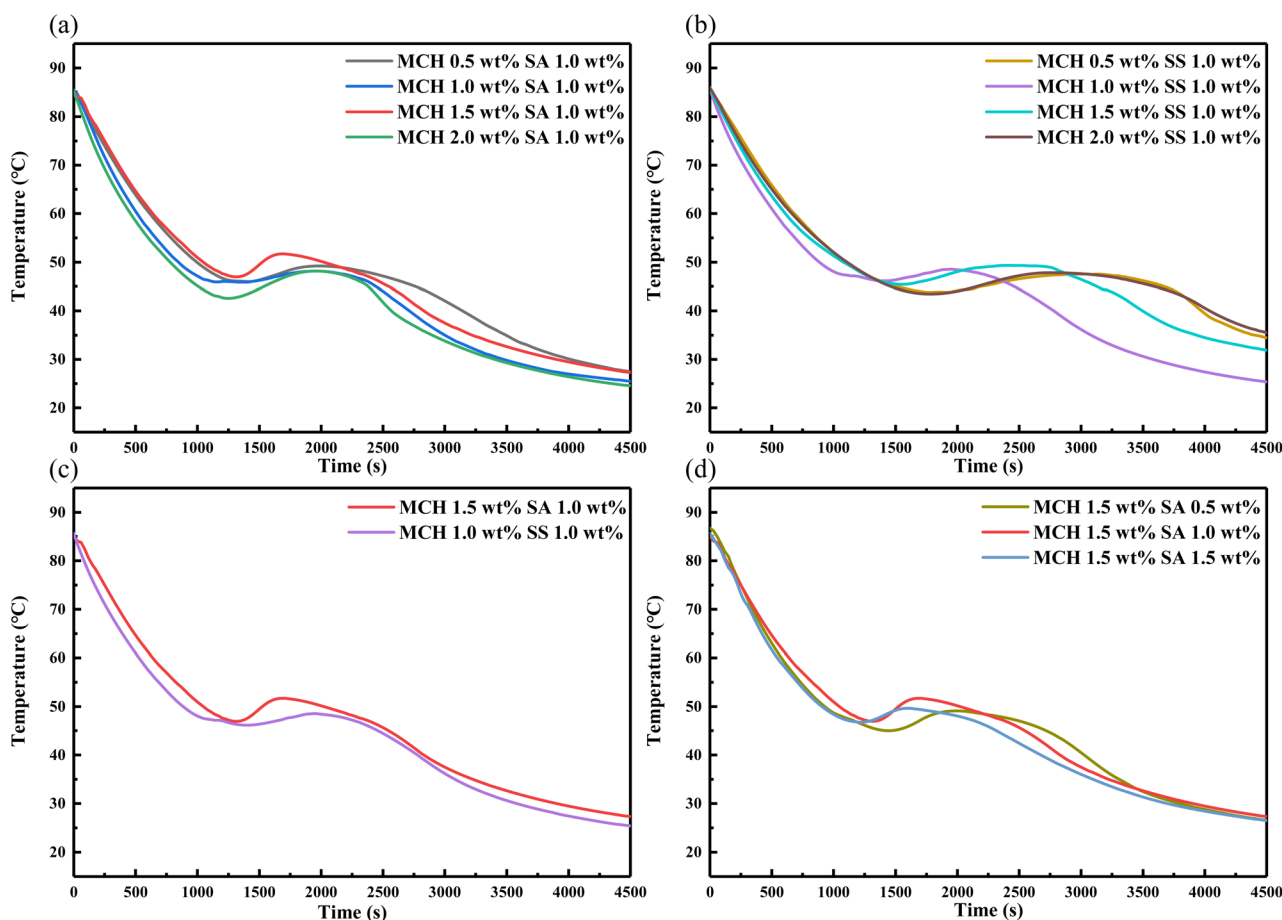 (a)
MCH 0.5 wt% SA 1.0 wt%
MCH 1.0 wt% SA 1.0 wt%
MCH 1.5 wt% SA 1.0 wt%
MCH 2.0 wt% SA 1.0 wt%
90
80
70
60
50
40
30
20
Temperature (℃)
0 500 1000 1500 2000 2500 3000 3500 4000 4500
Time (s)
(b)
MCH 0.5 wt% SS 1.0 wt%
MCH 1.0 wt% SS 1.0 wt%
MCH 1.5 wt% SS 1.0 wt%
MCH 2.0 wt% SS 1.0 wt%
90
80
70
60
50
40
30
20
Temperature (℃)
0 500 1000 1500 2000 2500 3000 3500 4000 4500
Time (s)
(c)
MCH 1.5 wt% SA 1.0 wt%
MCH 1.0 wt% SS 1.0 wt%
90
80
70
60
50
40
30
20
Temperature (℃)
0 500 1000 1500 2000 2500 3000 3500 4000 4500
Time (s)
(d)
MCH 1.5 wt% SA 0.5 wt%
MCH 1.5 wt% SA 1.0 wt%
MCH 1.5 wt% SA 1.5 wt%
90
80
70
60
50
40
30
20
Temperature (℃)
0 500 1000 1500 2000 2500 3000 3500 4000 4500
Time (s)